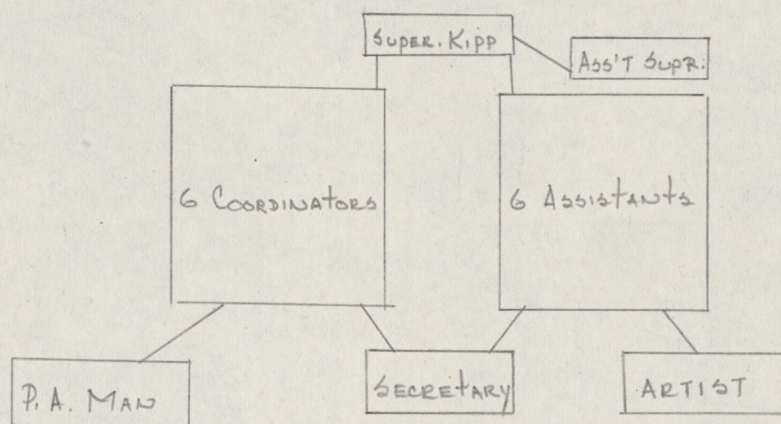 Super. Kipp
Ass't Supr.
6 Coordinators
6 Assistants
P.A. Man
Secretary
Artist